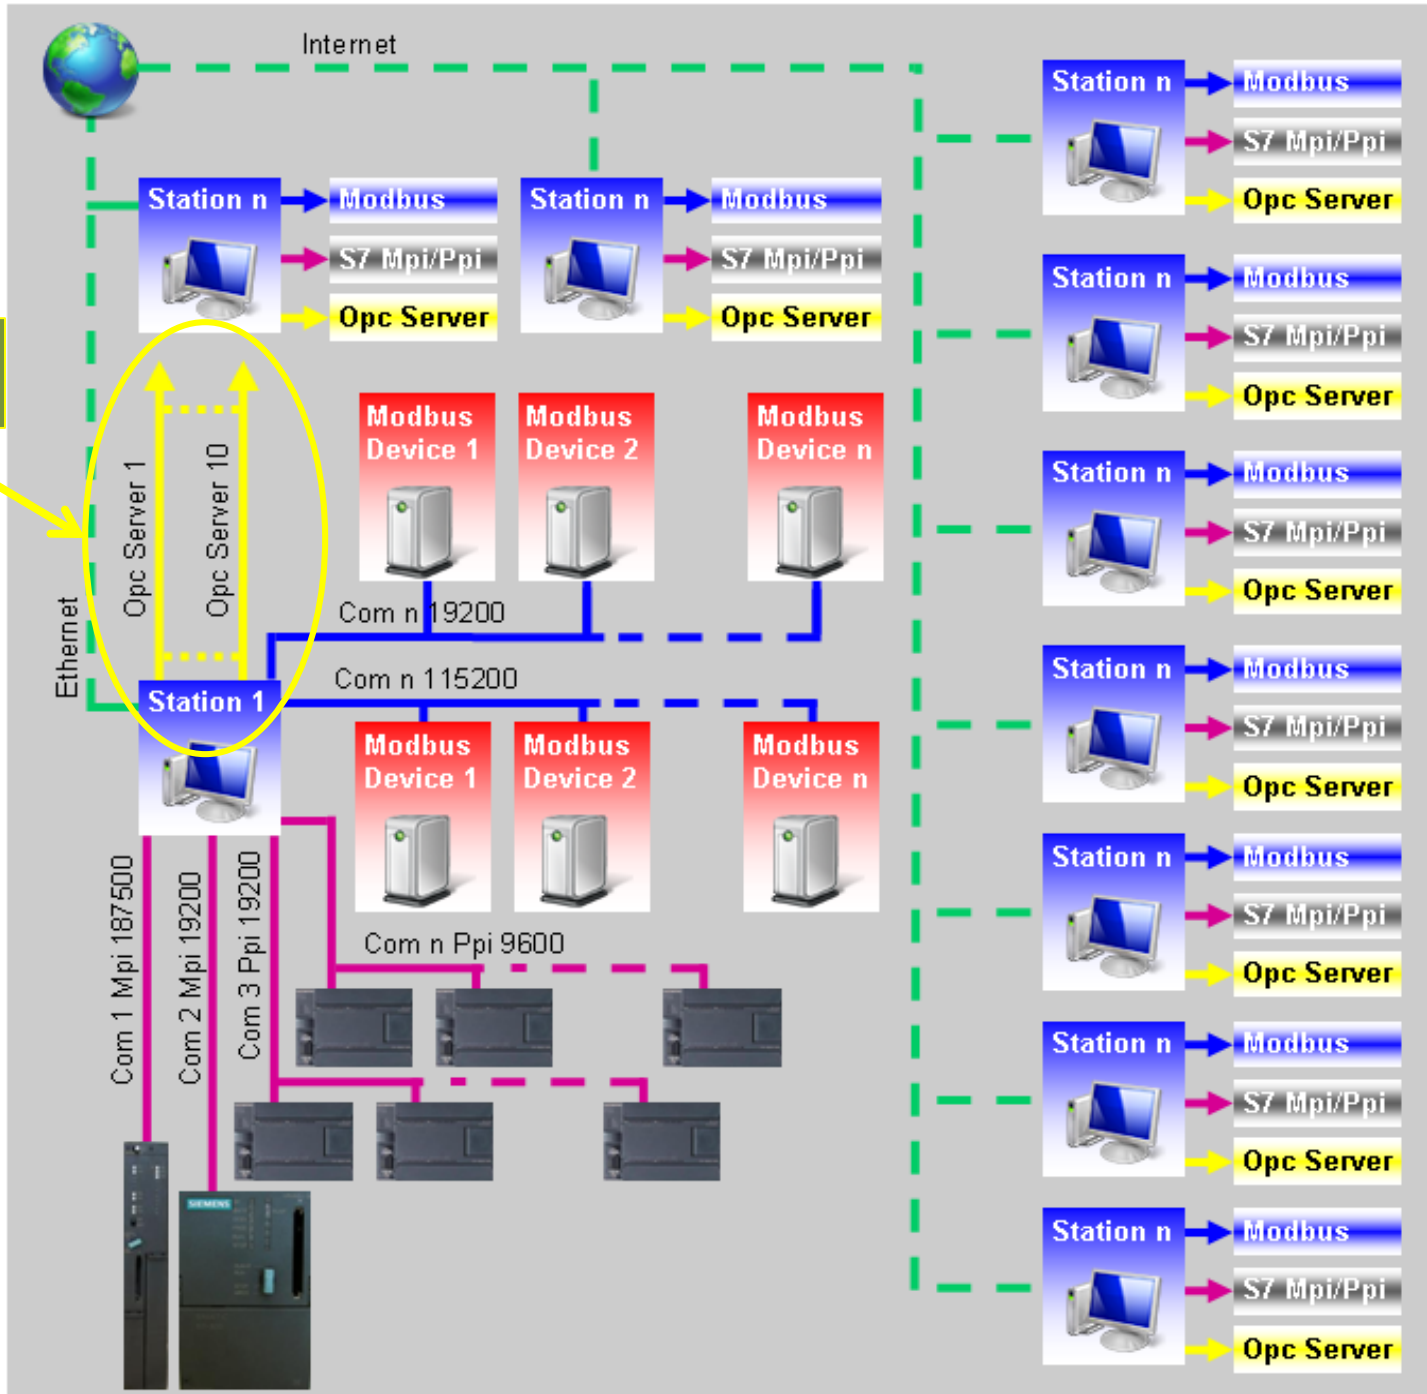 Internet
Station n
Modbus
S7 Mpi/Ppi
Opc Server
Station n
Modbus
S7 Mpi/Ppi
Opc Server
Opc Server 1
Opc Server 10
Ethernet
Modbus
Device 1
Modbus
Device 2
Modbus
Device n
Com n 19200
Com n 115200
Station 1
Modbus
Device 1
Modbus
Device 2
Modbus
Device n
Com 1 Mpi 187500
Com 2 Mpi 19200
Com 3 Ppi 19200
Com n Ppi 9600
SIEMENS
Station n
Modbus
S7 Mpi/Ppi
Opc Server
Station n
Modbus
S7 Mpi/Ppi
Opc Server
Station n
Modbus
S7 Mpi/Ppi
Opc Server
Station n
Modbus
S7 Mpi/Ppi
Opc Server
Station n
Modbus
S7 Mpi/Ppi
Opc Server
Station n
Modbus
S7 Mpi/Ppi
Opc Server
Station n
Modbus
S7 Mpi/Ppi
Opc Server